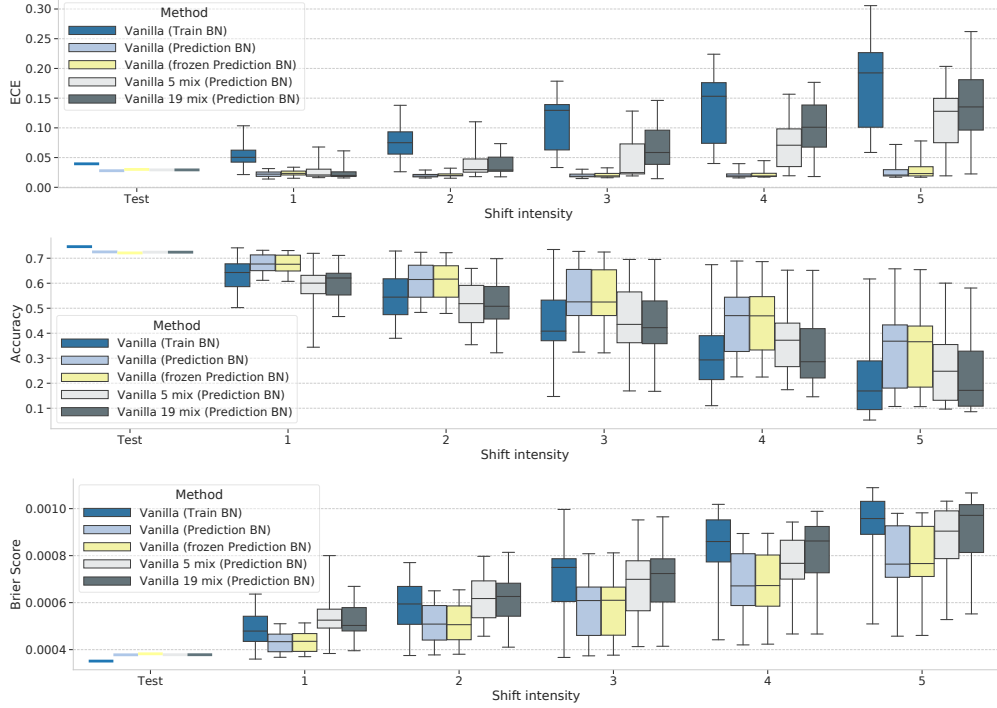 0.30
0.25
0.20
0.15
0.10
0.05
0.00
ECE
Method
Vanilla (Train BN)
Vanilla (Prediction BN)
Vanilla (frozen Prediction BN)
Vanilla 5 mix (Prediction BN)
Vanilla 19 mix (Prediction BN)
Test 1 2 3 4 5
Shift intensity
0.7
0.6
0.5
0.4
0.3
0.2
0.1
Accuracy
Method
Vanilla (Train BN)
Vanilla (Prediction BN)
Vanilla (frozen Prediction BN)
Vanilla 5 mix (Prediction BN)
Vanilla 19 mix (Prediction BN)
Test 1 2 3 4 5
Shift intensity
0.0010
0.0008
0.0006
0.0004
Brier Score
Method
Vanilla (Train BN)
Vanilla (Prediction BN)
Vanilla (frozen Prediction BN)
Vanilla 5 mix (Prediction BN)
Vanilla 19 mix (Prediction BN)
Test 1 2 3 4 5
Shift intensity